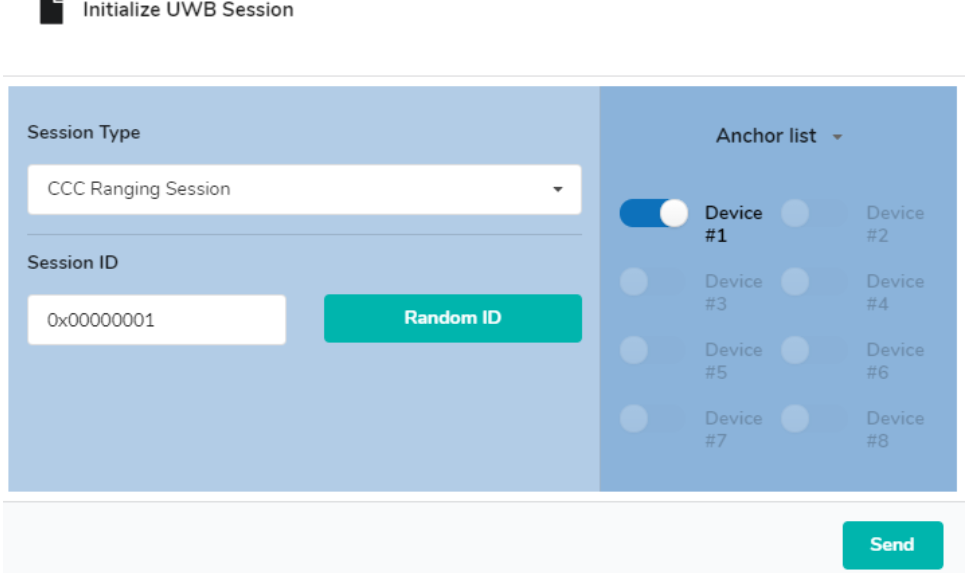 Initialize UWB Session
Session Type
CCC Ranging Session
Session ID
0x00000001
Random ID
Anchor list
Device #1
Device #2
Device #3
Device #4
Device #5
Device #6
Device #7
Device #8
Send